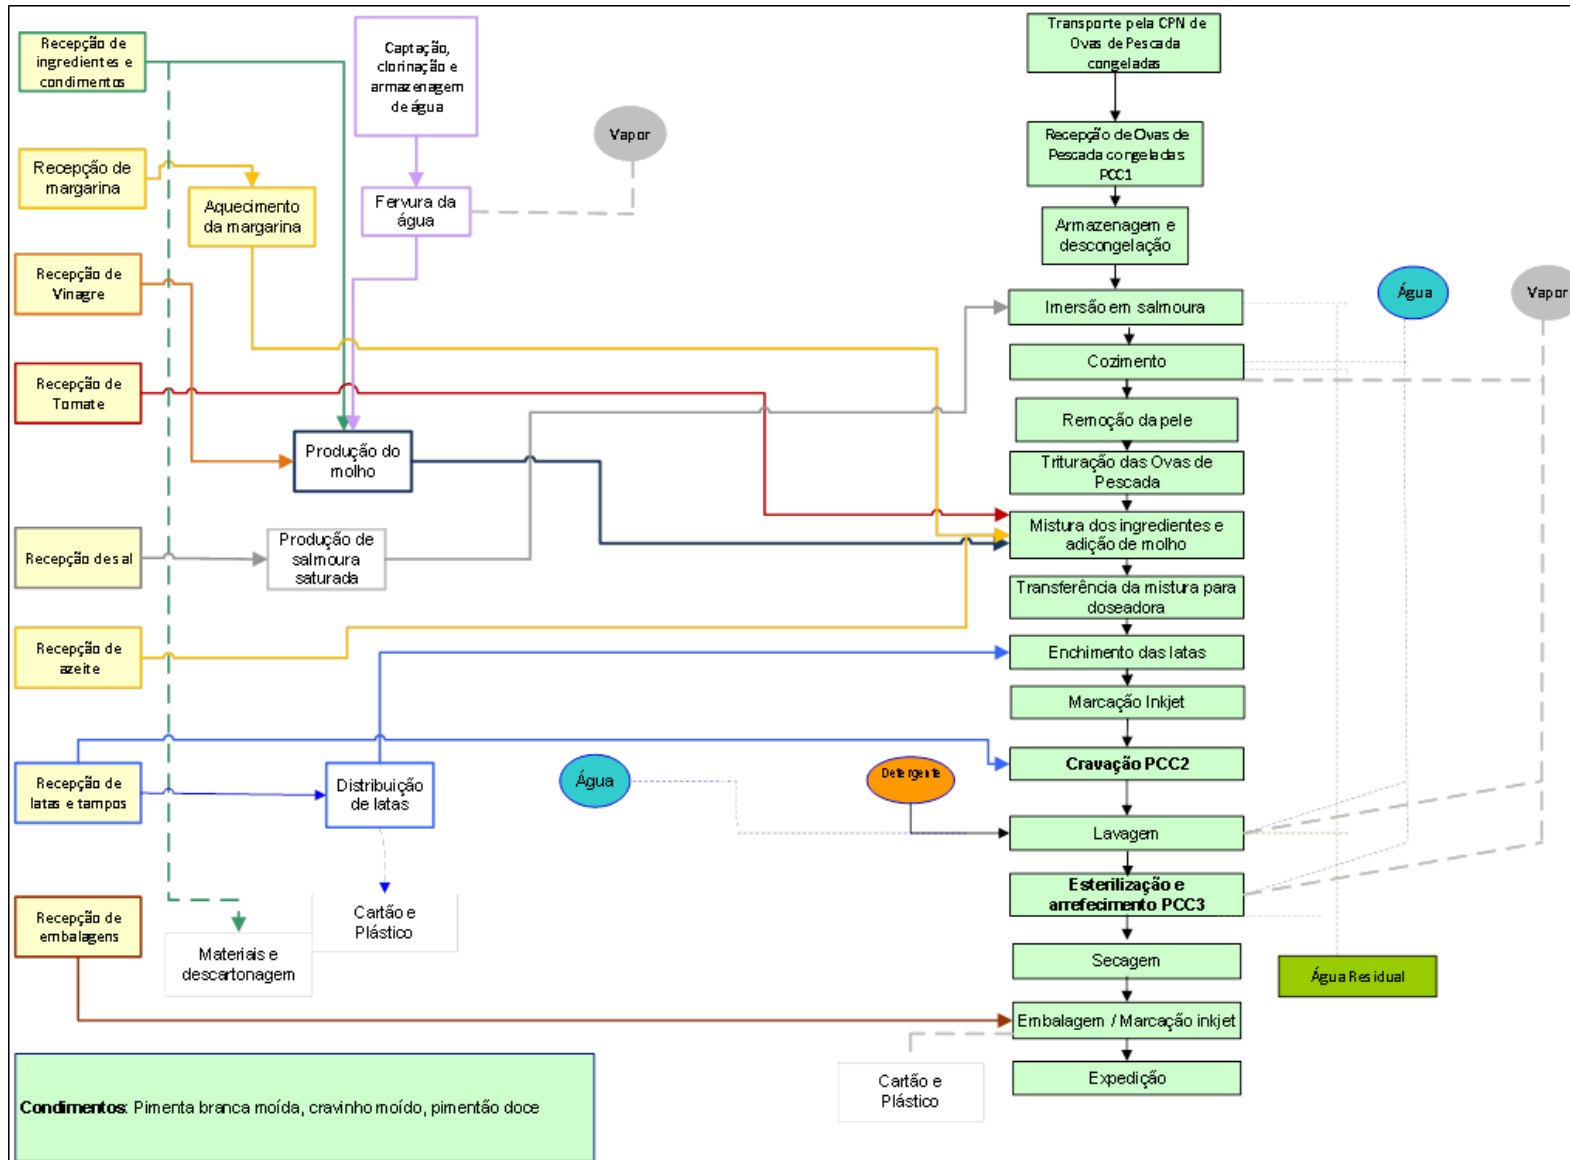 Recepção de
ingredientes e
condimentos
Captação,
clorinação e
armazenagem
de água
Transporte pela CPN de
Ovas de Pescada
congeladas
Vapor
Recepção de Ovas de
Pescada congeladas
PCC1
Recepção de
margarina
Aquecimento
da margarina
Fervura da
água
Armazenagem e
descongelação
Recepção de
Vinagre
Imersão em salmoura
Água
Vapor
Cozimento
Recepção de
Tomate
Remoção da pele
Produção do
molho
Trituração das Ovas de
Pescada
Mistura dos ingredientes e
adição de molho
Recepção de sal
Produção de
salmoura
saturada
Transferência da mistura para
doseadora
Recepção de
azeite
Enchimento das latas
Marcação Inkjet
Recepção de
latas e tampos
Distribuição
de latas
Água
Detergente
Cravação PCC2
Lavagem
Esterilização e
arrefecimento PCC3
Recepção de
embalagens
Cartão e
Plástico
Materiais e
descartonagem
Secagem
Água Residual
Embalagem / Marcação inkjet
Cartão e
Plástico
Expedição
Condimentos: Pimenta branca moída, cravinho moído, pimentão doce